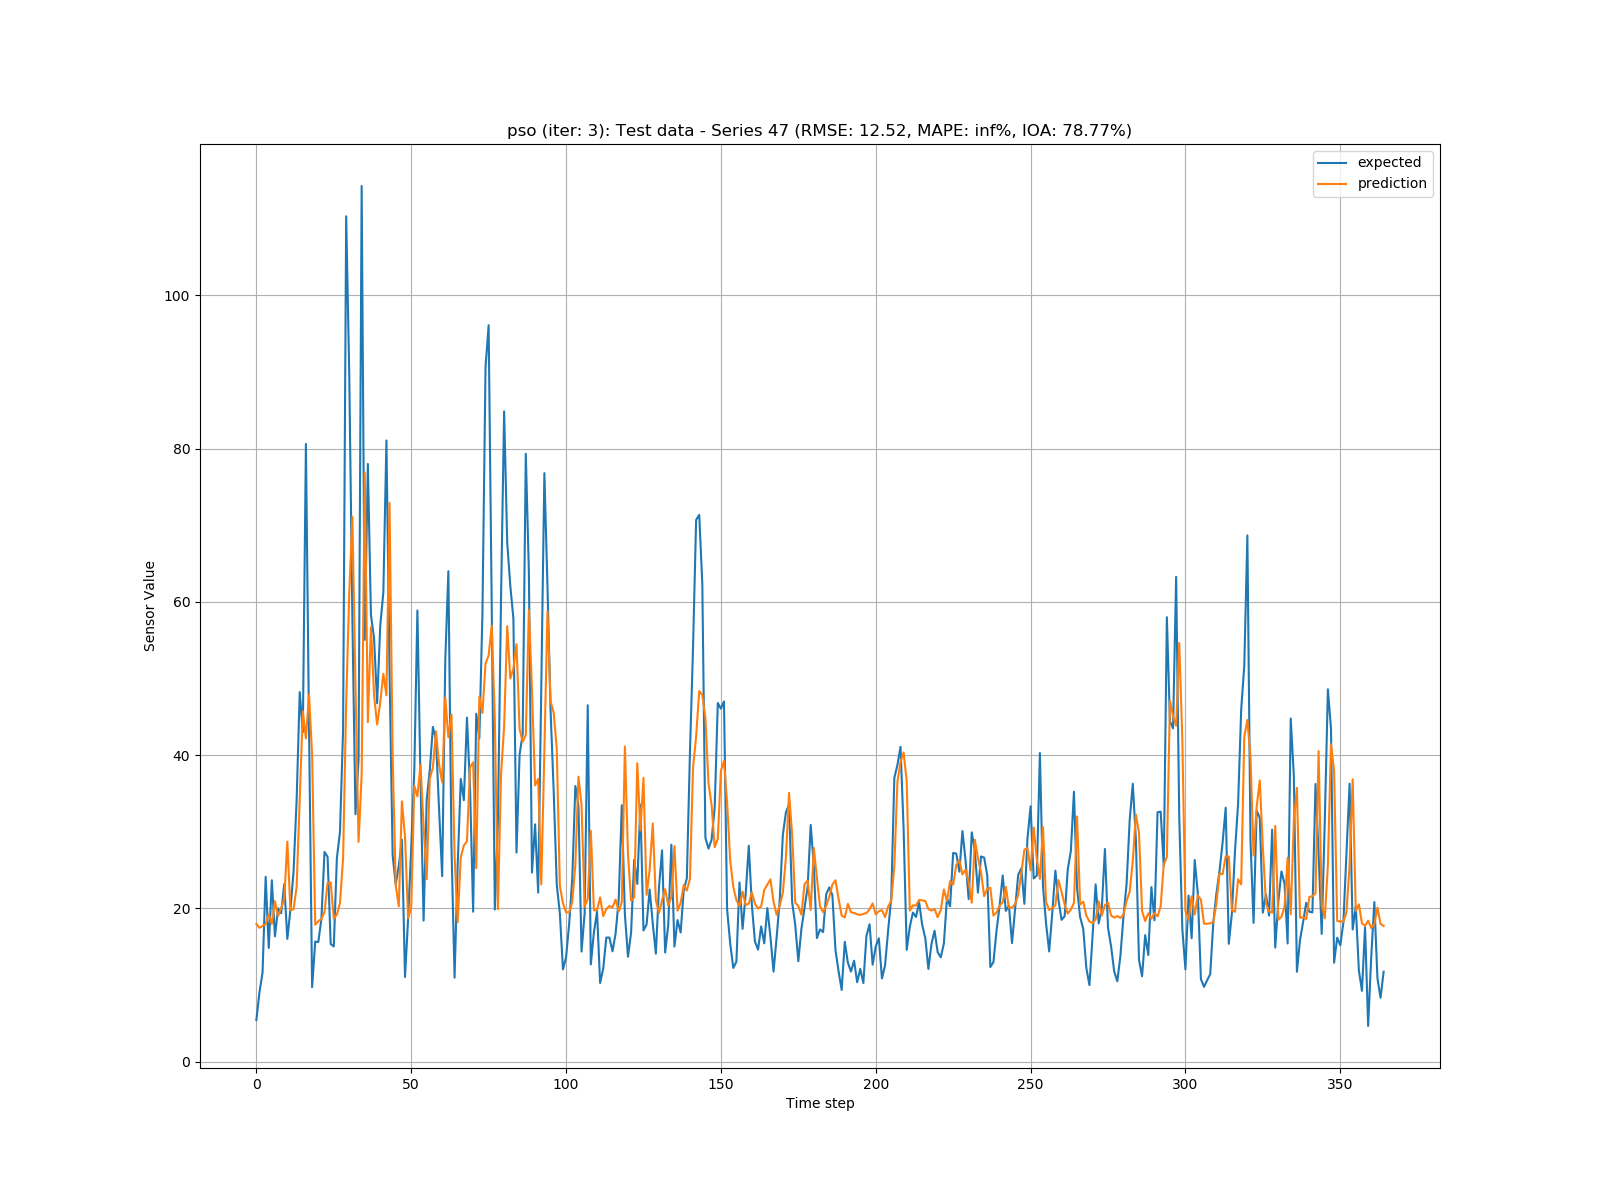 pso (iter: 3): Test data - Series 47 (RMSE: 12.52, MAPE: inf%, IOA: 78.77%)
expected
prediction
100
80
60
40
20
0
Sensor Value
0 50 100 150 200 250 300 350
Time step